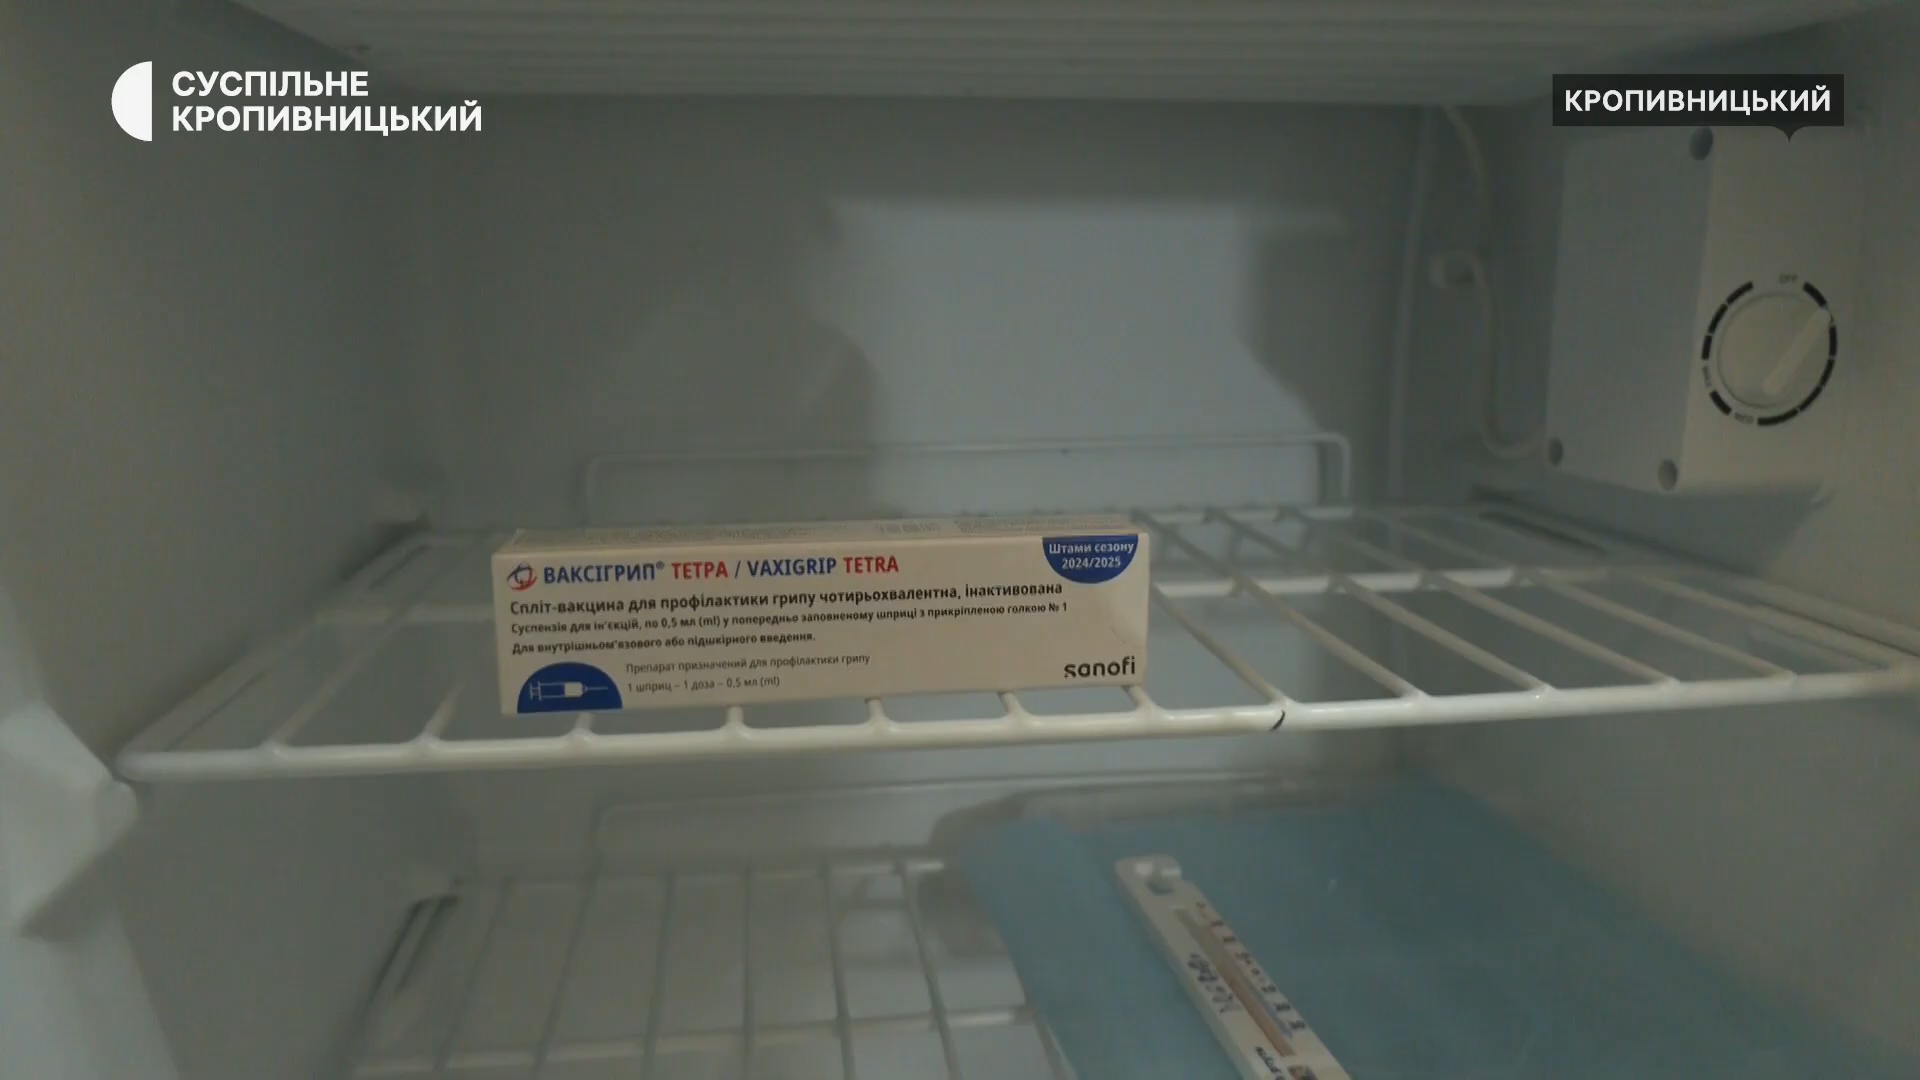 СУСПІЛЬНЕ
КРОПИВНИЦЬКИЙ
КРОПИВНИЦЬКИЙ
OFF
ВАКСІГРИП® ТЕТРА / VAXIGRIP TETRA
Штами сезону
2024/2025
Спліт-вакцина для профілактики грипу чотирьохвалентна, інактивована
Суспензія для ін'єкцій, по 0,5 мл (ml) у попередньо заповненому шприці з прикріпленою голкою № 1
Для внутрішньом'язового або підшкірного введення.
Препарат призначений для профілактики грипу
1 шприц – 1 доза – 0,5 мл (ml)
sanofi